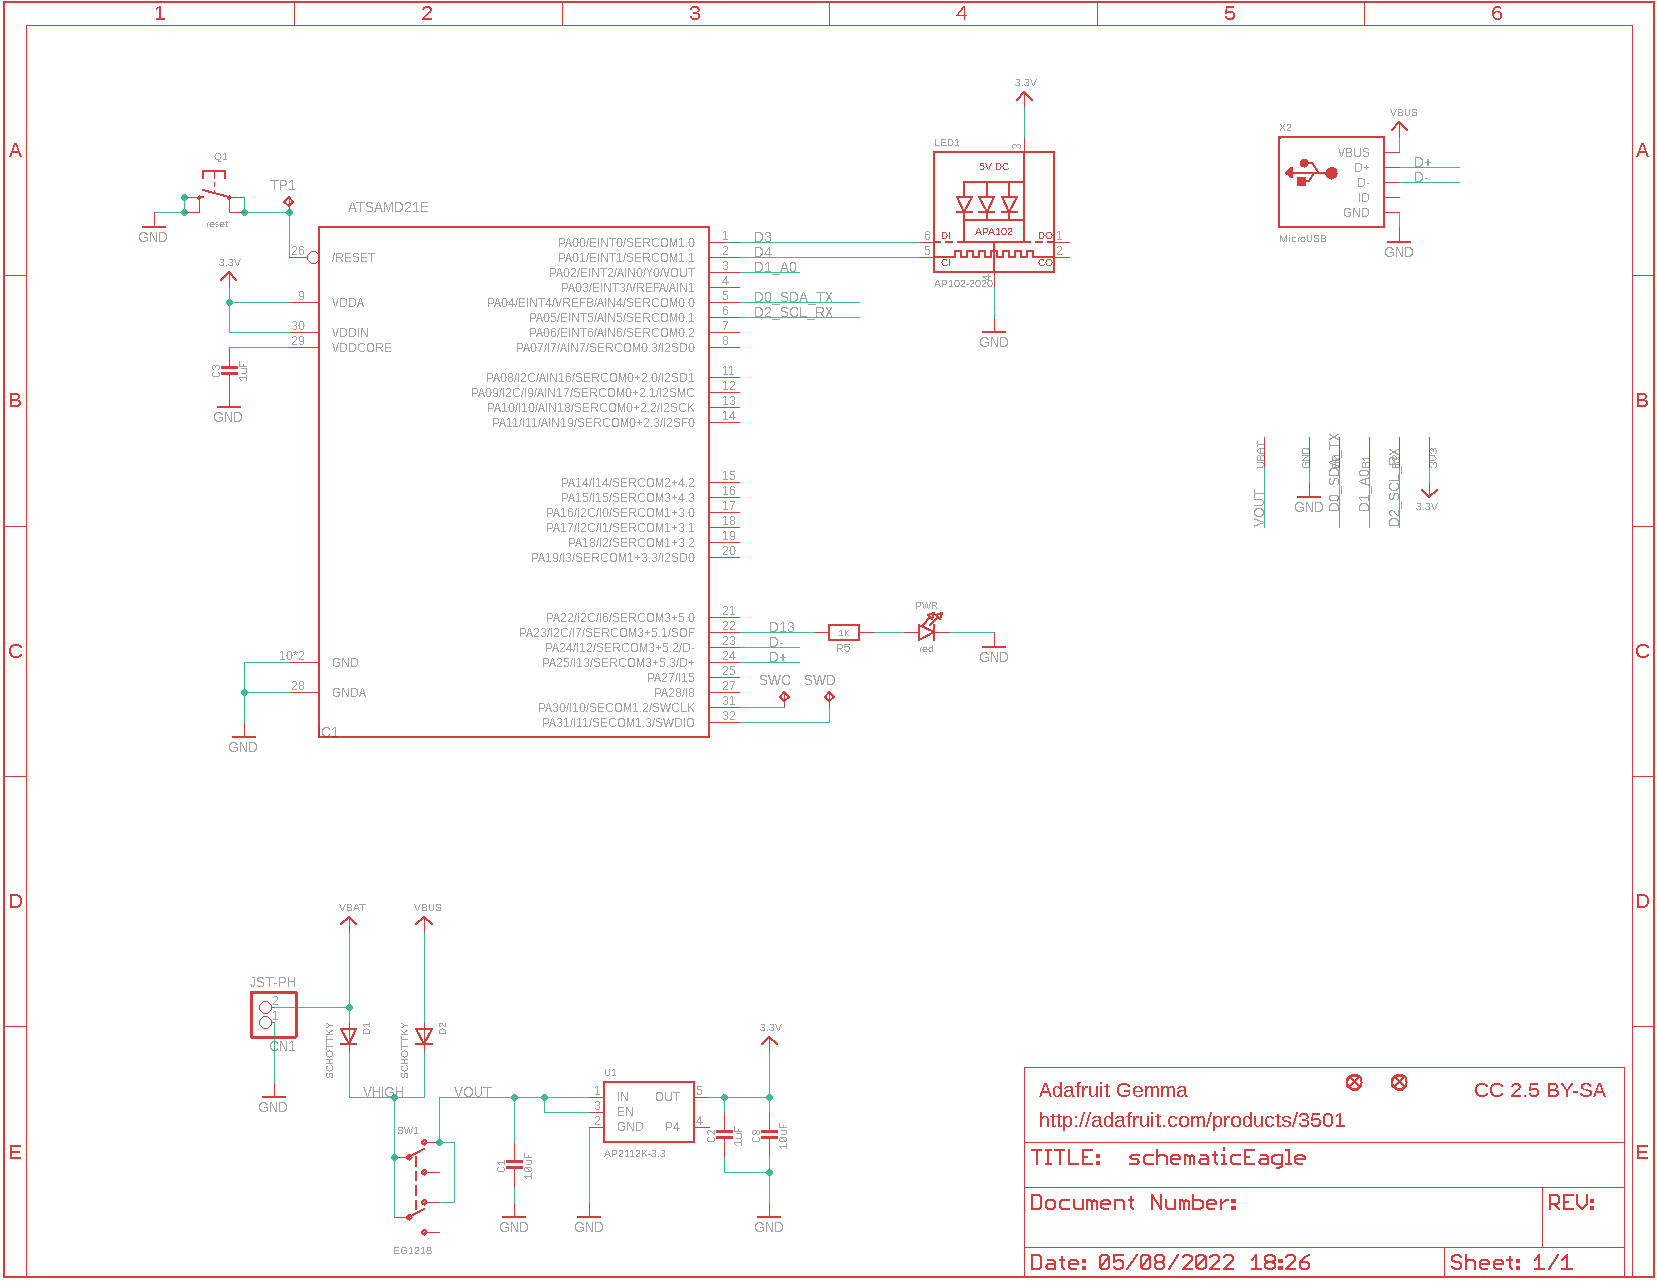 1 2 3 4 5 6
A A
B B
C C
D D
E E
Q1
reset
TP1
GND
3.3V
C3
1uF
GND
ATSAMD21E
26 /RESET
9 VDDA
30 VDDIN
29 VDDCORE
10*2 GND
28 GNDA
GND
C1
PA00/EINT0/SERCOM1.0 1 D3
PA01/EINT1/SERCOM1.1 2 D4
PA02/EINT2/AIN0/Y0/VOUT 3 D1_A0
PA03/EINT3/VREFA/AIN1 4
PA04/EINT4/VREFB/AIN4/SERCOM0.0 5 D0_SDA_TX
PA05/EINT5/AIN5/SERCOM0.1 6 D2_SCL_RX
PA06/EINT6/AIN6/SERCOM0.2 7
PA07/I7/AIN7/SERCOM0.3/I2SD0 8
PA08/I2C/AIN16/SERCOM0+2.0/I2SD1 11
PA09/I2C/I9/AIN17/SERCOM0+2.1/I2SMC 12
PA10/I10/AIN18/SERCOM0+2.2/I2SCK 13
PA11/I11/AIN19/SERCOM0+2.3/I2SF0 14
PA14/I14/SERCOM2+4.2 15
PA15/I15/SERCOM3+4.3 16
PA16/I2C/I0/SERCOM1+3.0 17
PA17/I2C/I1/SERCOM1+3.1 18
PA18/I2/SERCOM1+3.2 19
PA19/I3/SERCOM1+3.3/I2SD0 20
PA22/I2C/I6/SERCOM3+5.0 21
PA23/I2C/I7/SERCOM3+5.1/SOF 22 D13
PA24/I12/SERCOM3+5.2/D- 23 D-
PA25/I13/SERCOM3+5.3/D+ 24 D+
PA27/I15 25
PA28/I8 27
PA30/I10/SECOM1.2/SWCLK 31
PA31/I11/SECOM1.3/SWDIO 32
SWC SWD
1K
R5
PWR
red
GND
3.3V
LED1
3
5V DC
APA102
6 DI DO 1
5 CI CO 2
AP102-2020
4
GND
X2
VBUS
VBUS
D+ D+
D- D-
ID
GND
MicroUSB
GND
VBAT
VOUT
GND
GND
D0_SDA_TX
B1
D1_A0
D2_SCL_RX
3V3
3.3V
VBAT VBUS
JST-PH
2
1
CN1
GND
SCHOTTKY D1
SCHOTTKY D2
VHIGH VOUT
SW1
EG1218
C1
10uF
GND
U1
1 IN OUT 5
3 EN
2 GND P4 4
AP2112K-3.3
GND
3.3V
C2
1uF
C8
10uF
GND
Adafruit Gemma CC 2.5 BY-SA
http://adafruit.com/products/3501
TITLE: schematicEagle
Document Number: REV:
Date: 05/08/2022 18:26 Sheet: 1/1